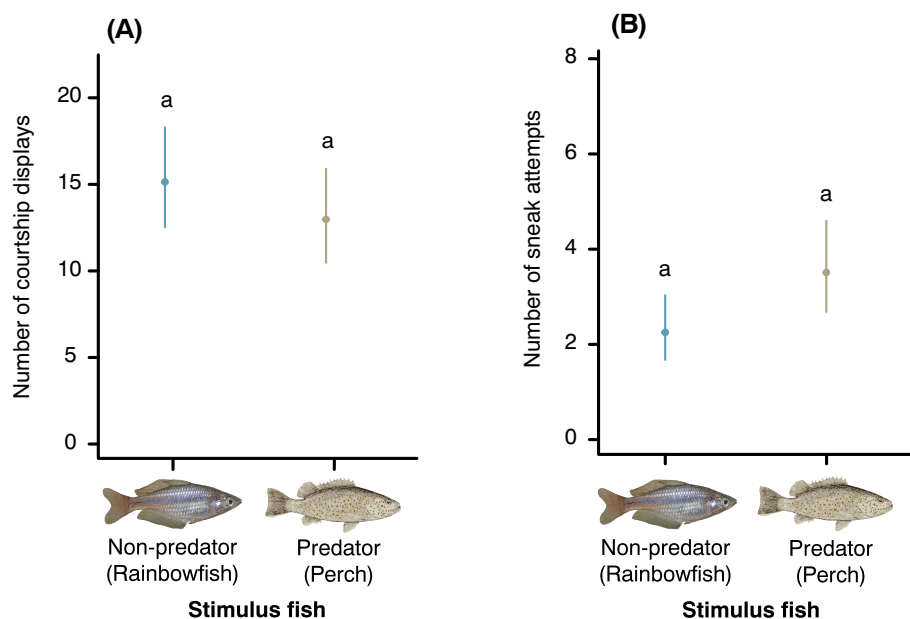 (A)
Number of courtship displays
20
15
10
5
0
a
a
Non-predator
(Rainbowfish)
Predator
(Perch)
Stimulus fish
(B)
Number of sneak attempts
8
6
4
2
0
a
a
Non-predator
(Rainbowfish)
Predator
(Perch)
Stimulus fish